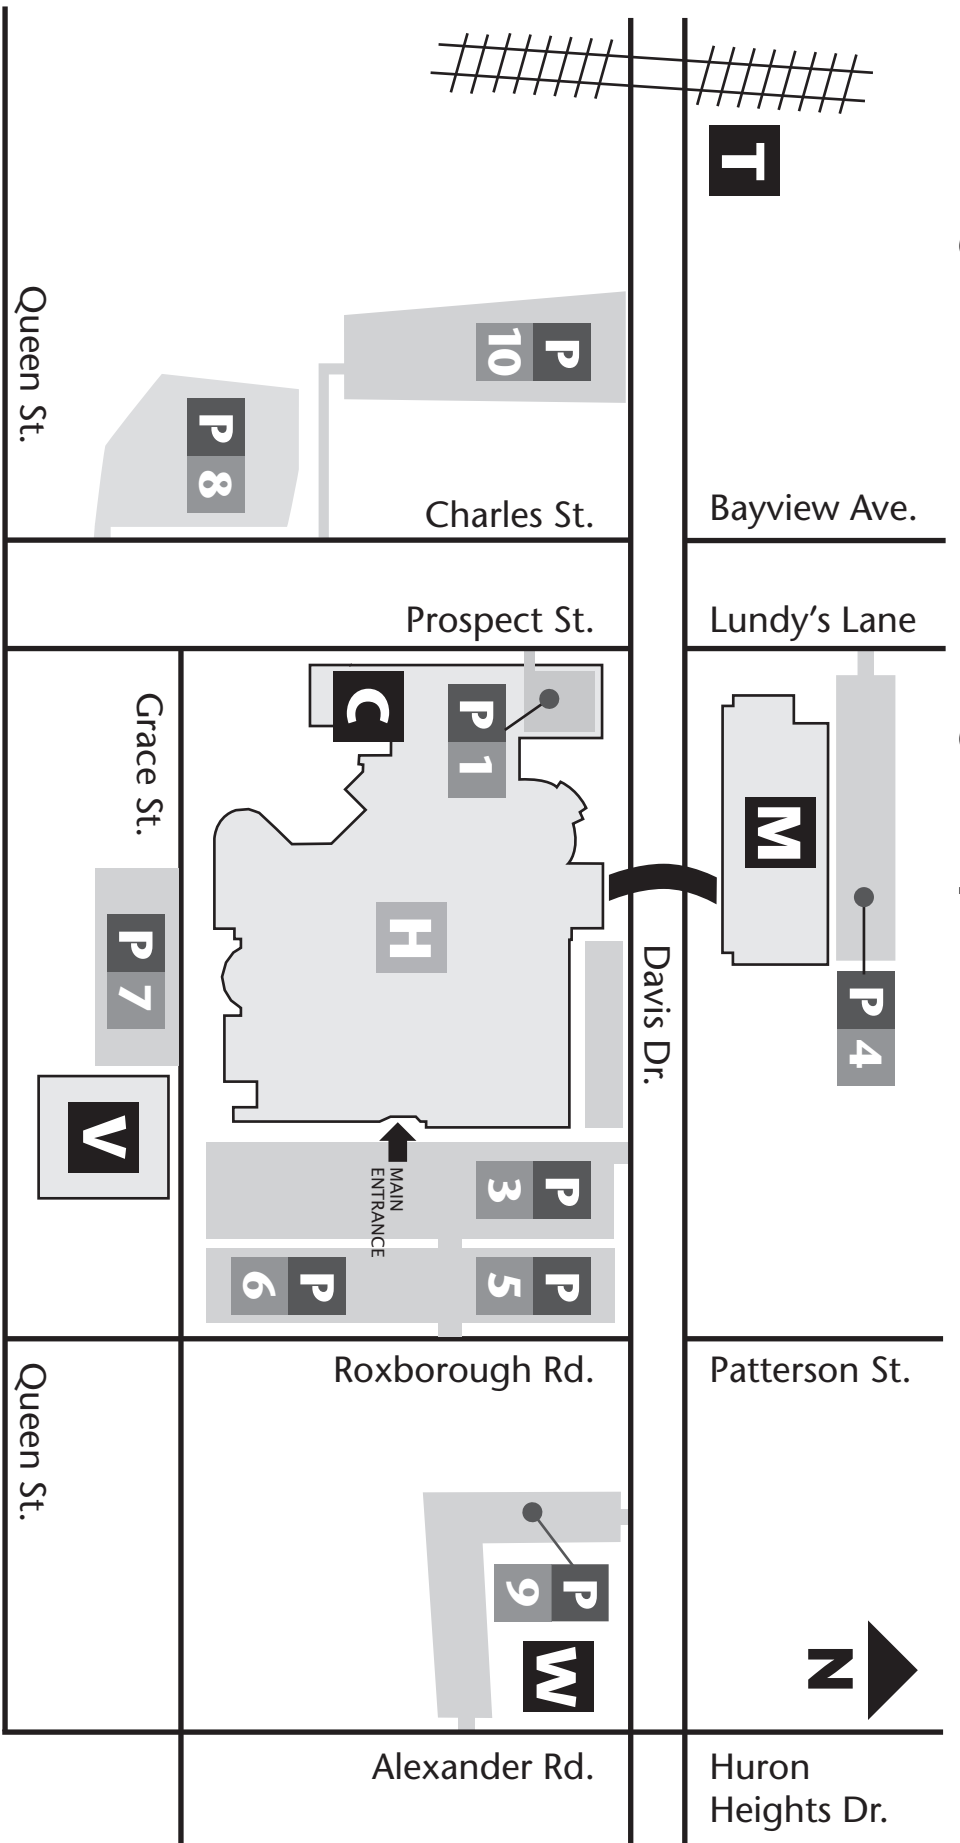 T
Queen St.
P 10
P 8
Charles St.
Bayview Ave.
Prospect St.
Lundy's Lane
C
P 1
Grace St.
M
H
P 7
Davis Dr.
P 4
V
MAIN
ENTRANCE
P 3
P 6
P 5
Roxborough Rd.
Patterson St.
Queen St.
P 9
W
N
Alexander Rd.
Huron
Heights Dr.